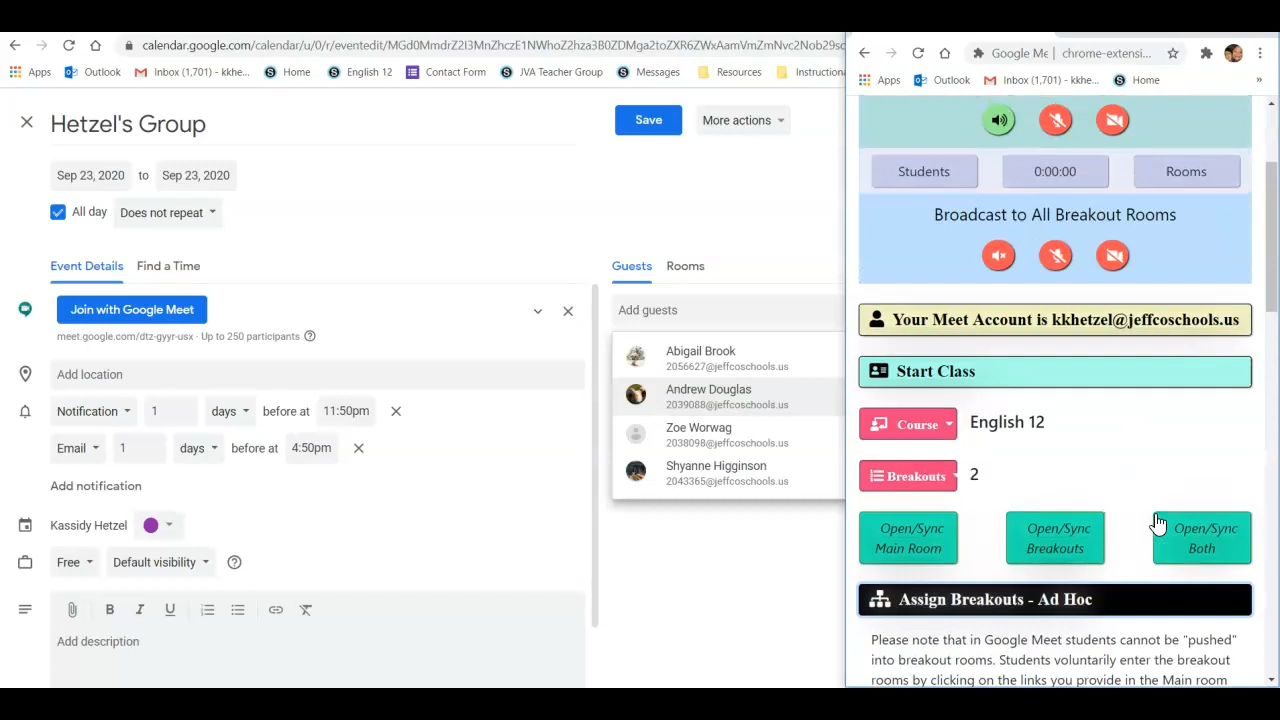 calendar.google.com/calendar/u/0/r/eventedit/
Apps
Outlook
Inbox (1,701) - kkhe...
Home
English 12
Contact Form
JVA Teacher Group
Messages
Resources
Instructiona
Hetzel's Group
Save
More actions
Sep 23, 2020 to Sep 23, 2020
All day
Does not repeat
Event Details
Find a Time
Join with Google Meet
meet.google.com/dtz-gyyr-usx · Up to 250 participants
Add location
Notification 1 days before at 11:50pm
Email 1 days before at 4:50pm
Add notification
Kassidy Hetzel
Free
Default visibility
B I U
Add description
Guests
Rooms
Add guests
Abigail Brook
2056627@jeffcoschools.us
Andrew Douglas
2039088@jeffcoschools.us
Zoe Worwag
2038098@jeffcoschools.us
Shyanne Higginson
2043365@jeffcoschools.us
Google Me | chrome-extensi...
Apps
Outlook
Inbox (1,701) - kkhe...
Home
»
Students
0:00:00
Rooms
Broadcast to All Breakout Rooms
Your Meet Account is kkhetzel@jeffcoschools.us
Start Class
Course
English 12
Breakouts
2
Open/Sync
Main Room
Open/Sync
Breakouts
Open/Sync
Both
Assign Breakouts - Ad Hoc
Please note that in Google Meet students cannot be "pushed"
into breakout rooms. Students voluntarily enter the breakout
rooms by clicking on the links you provide in the Main room